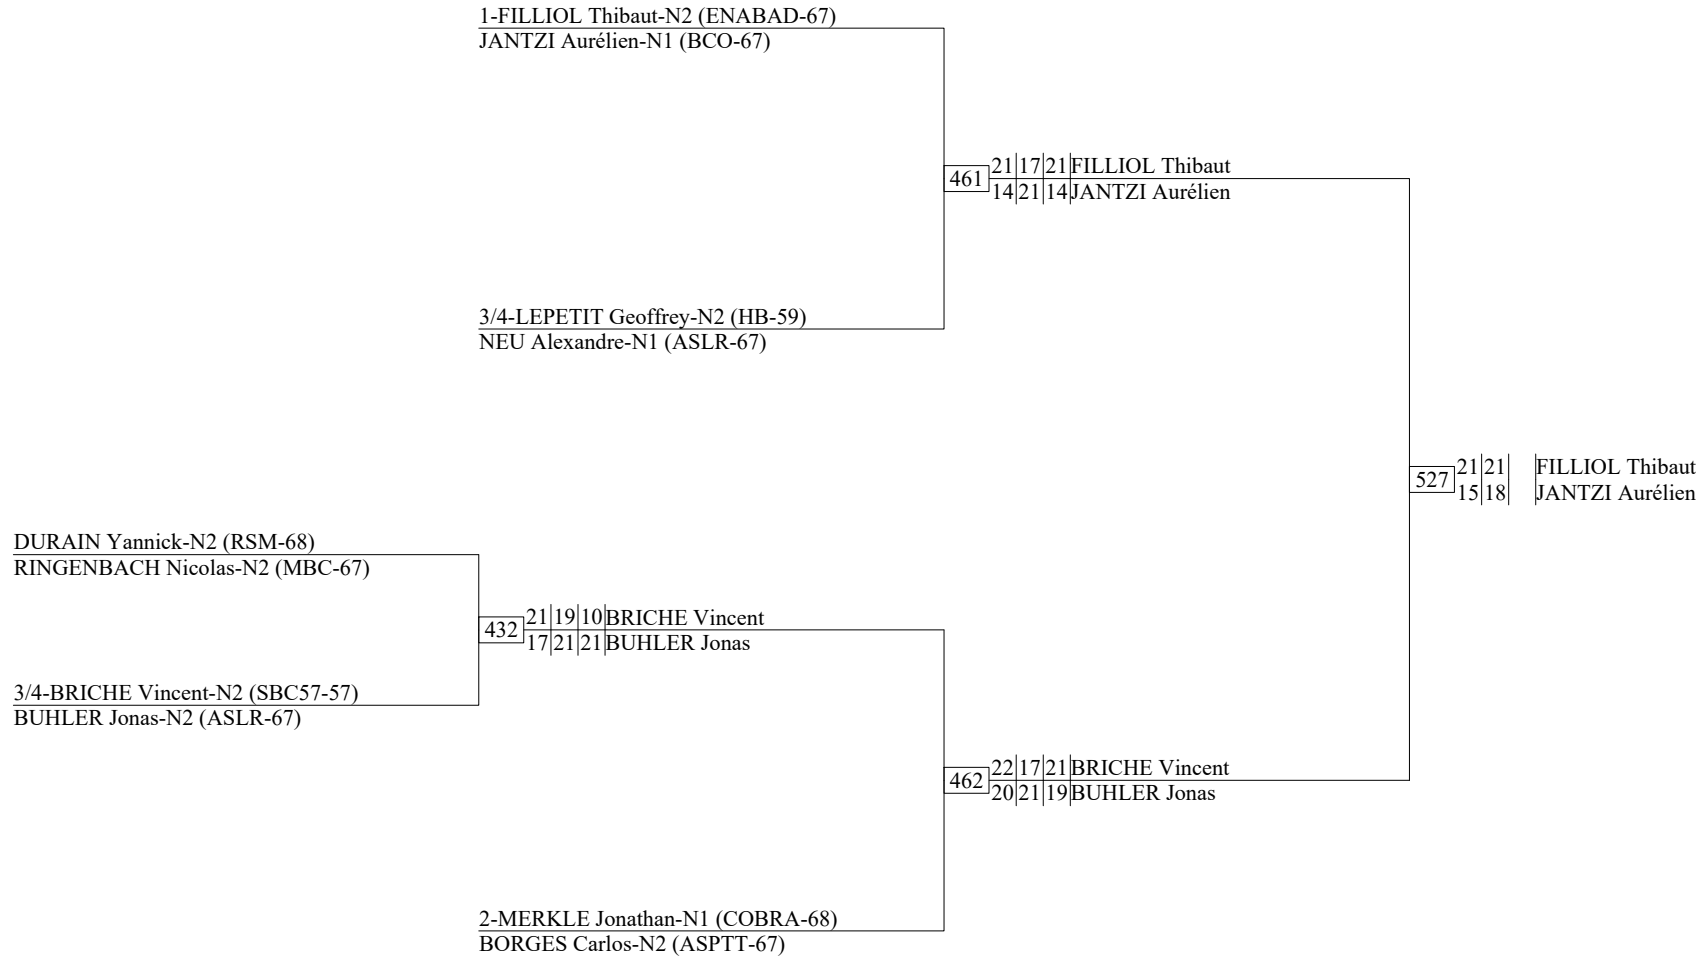 1-FILLIOL Thibaut-N2 (ENABAD-67)
JANTZI Aurélien-N1 (BCO-67)
461
21 17 21 FILLIOL Thibaut
14 21 14 JANTZI Aurélien
3/4-LEPETIT Geoffrey-N2 (HB-59)
NEU Alexandre-N1 (ASLR-67)
527
21 21 FILLIOL Thibaut
15 18 JANTZI Aurélien
DURAIN Yannick-N2 (RSM-68)
RINGENBACH Nicolas-N2 (MBC-67)
432
21 19 10 BRICHE Vincent
17 21 21 BUHLER Jonas
3/4-BRICHE Vincent-N2 (SBC57-57)
BUHLER Jonas-N2 (ASLR-67)
462
22 17 21 BRICHE Vincent
20 21 19 BUHLER Jonas
2-MERKLE Jonathan-N1 (COBRA-68)
BORGES Carlos-N2 (ASPTT-67)